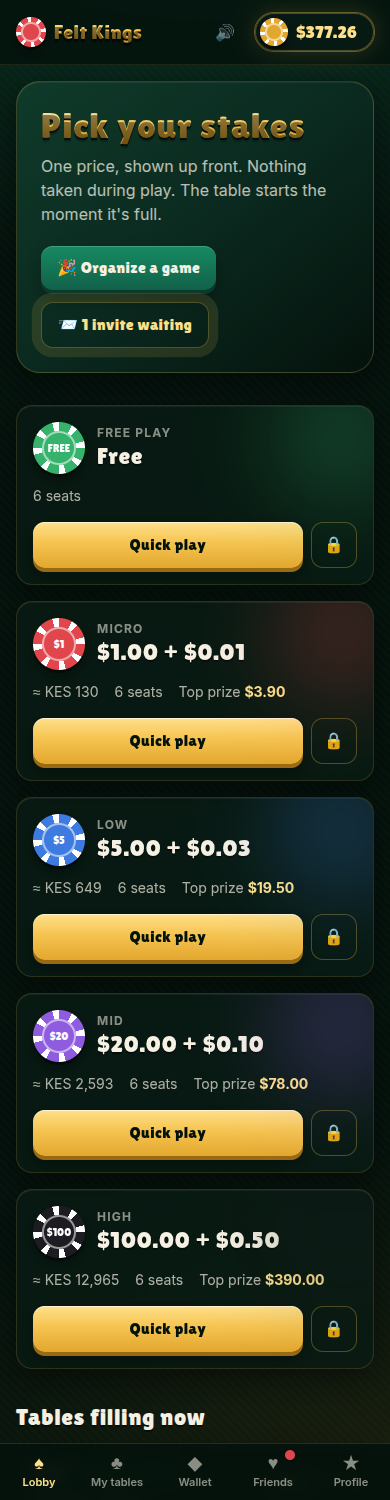 Felt Kings
$377.26
Pick your stakes
One price, shown up front. Nothing
taken during play. The table starts the
moment it's full.
🎉 Organize a game
📨 1 invite waiting
FREE
FREE PLAY
Free
6 seats
Quick play
$1
MICRO
$1.00 + $0.01
≈ KES 130 6 seats Top prize $3.90
Quick play
$5
LOW
$5.00 + $0.03
≈ KES 649 6 seats Top prize $19.50
Quick play
$20
MID
$20.00 + $0.10
≈ KES 2,593 6 seats Top prize $78.00
Quick play
$100
HIGH
$100.00 + $0.50
≈ KES 12,965 6 seats Top prize $390.00
Quick play
Tables filling now
Lobby My tables Wallet Friends Profile